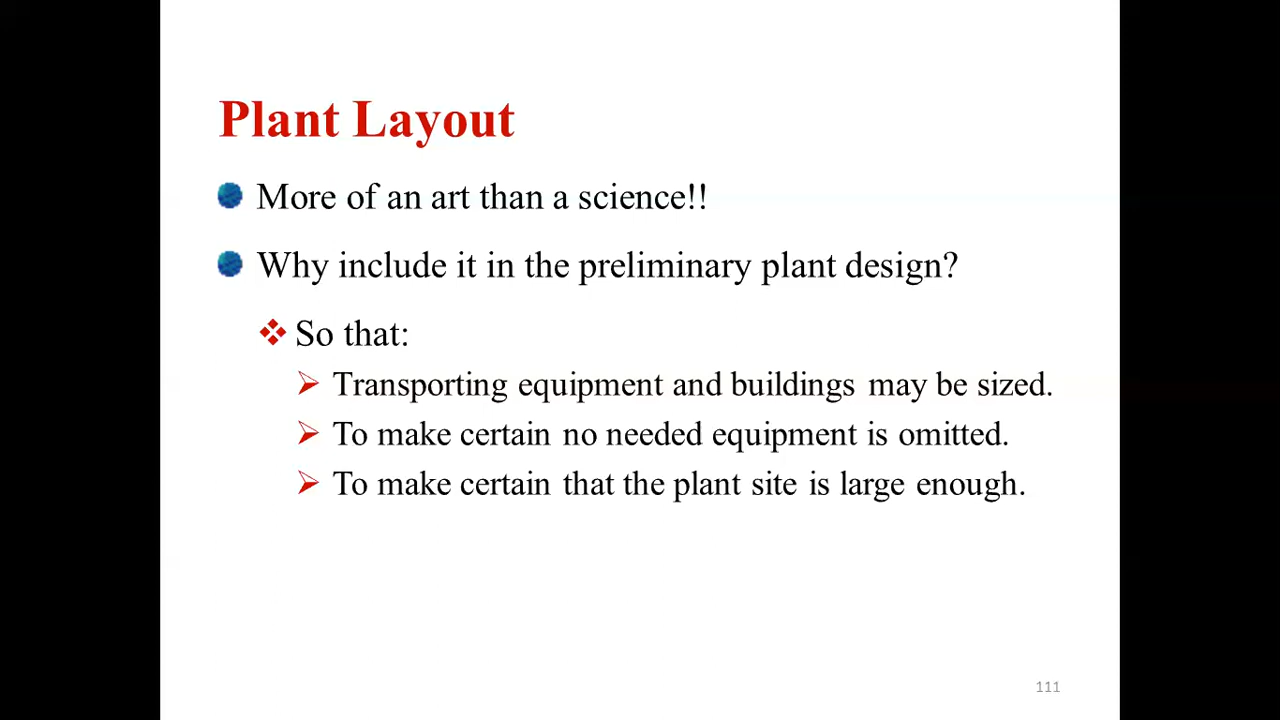 Plant Layout
More of an art than a science!!
Why include it in the preliminary plant design?
So that:
Transporting equipment and buildings may be sized.
To make certain no needed equipment is omitted.
To make certain that the plant site is large enough.
111